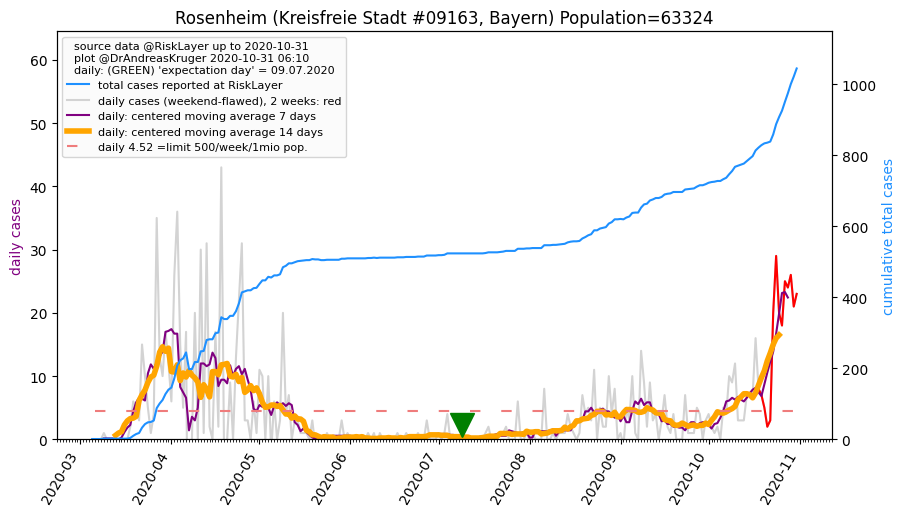 Rosenheim (Kreisfreie Stadt #09163, Bayern) Population=63324
source data @RiskLayer up to 2020-10-31
plot @DrAndreasKruger 2020-10-31 06:10
daily: (GREEN) 'expectation day' = 09.07.2020
total cases reported at RiskLayer
daily cases (weekend-flawed), 2 weeks: red
daily: centered moving average 7 days
daily: centered moving average 14 days
daily 4.52 =limit 500/week/1mio pop.
daily cases
60
50
40
30
20
10
0
cumulative total cases
1000
800
600
400
200
0
2020-03
2020-04
2020-05
2020-06
2020-07
2020-08
2020-09
2020-10
2020-11